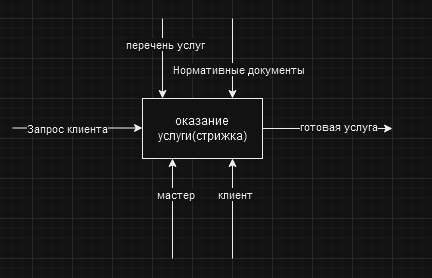 перечень услуг
Нормативные документы
Запрос клиента
оказание
услуги(стрижка)
готовая услуга
мастер
клиент